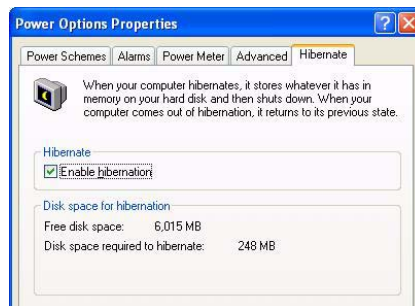 Power Options Properties
Power Schemes Alarms Power Meter Advanced Hibernate
When your computer hibernates, it stores whatever it has in
memory on your hard disk and then shuts down. When your
computer comes out of hibernation, it returns to its previous state.
Hibernate
Enable hibernation
Disk space for hibernation
Free disk space: 6,015 MB
Disk space required to hibernate: 248 MB